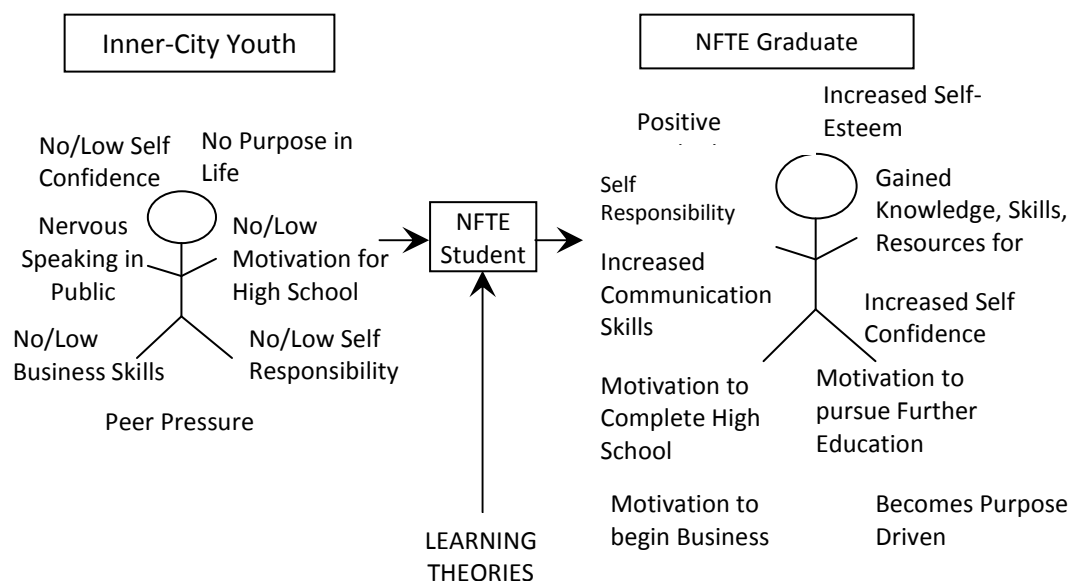 Inner-City Youth
No/Low Self
Confidence
No Purpose in
Life
Nervous
Speaking in
Public
No/Low
Motivation for
High School
No/Low
Business Skills
No/Low Self
Responsibility
Peer Pressure
NFTE
Student
LEARNING
THEORIES
NFTE Graduate
Positive
Increased Self-
Esteem
Self
Responsibility
Gained
Knowledge, Skills,
Resources for
Increased
Communication
Skills
Increased Self
Confidence
Motivation to
Complete High
School
Motivation to
pursue Further
Education
Motivation to
begin Business
Becomes Purpose
Driven